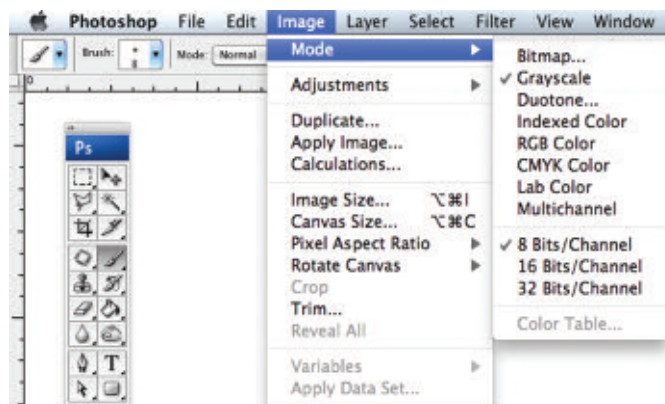 Photoshop File Edit Image Layer Select Filter View Window
Brush: Mode: Normal
0
Ps
T
Mode
Adjustments
Duplicate...
Apply Image...
Calculations...
Image Size... ⌥⌘I
Canvas Size... ⌥⌘C
Pixel Aspect Ratio
Rotate Canvas
Crop
Trim...
Reveal All
Variables
Apply Data Set...
Bitmap...
✓ Grayscale
Duotone...
Indexed Color
RGB Color
CMYK Color
Lab Color
Multichannel
✓ 8 Bits/Channel
16 Bits/Channel
32 Bits/Channel
Color Table...